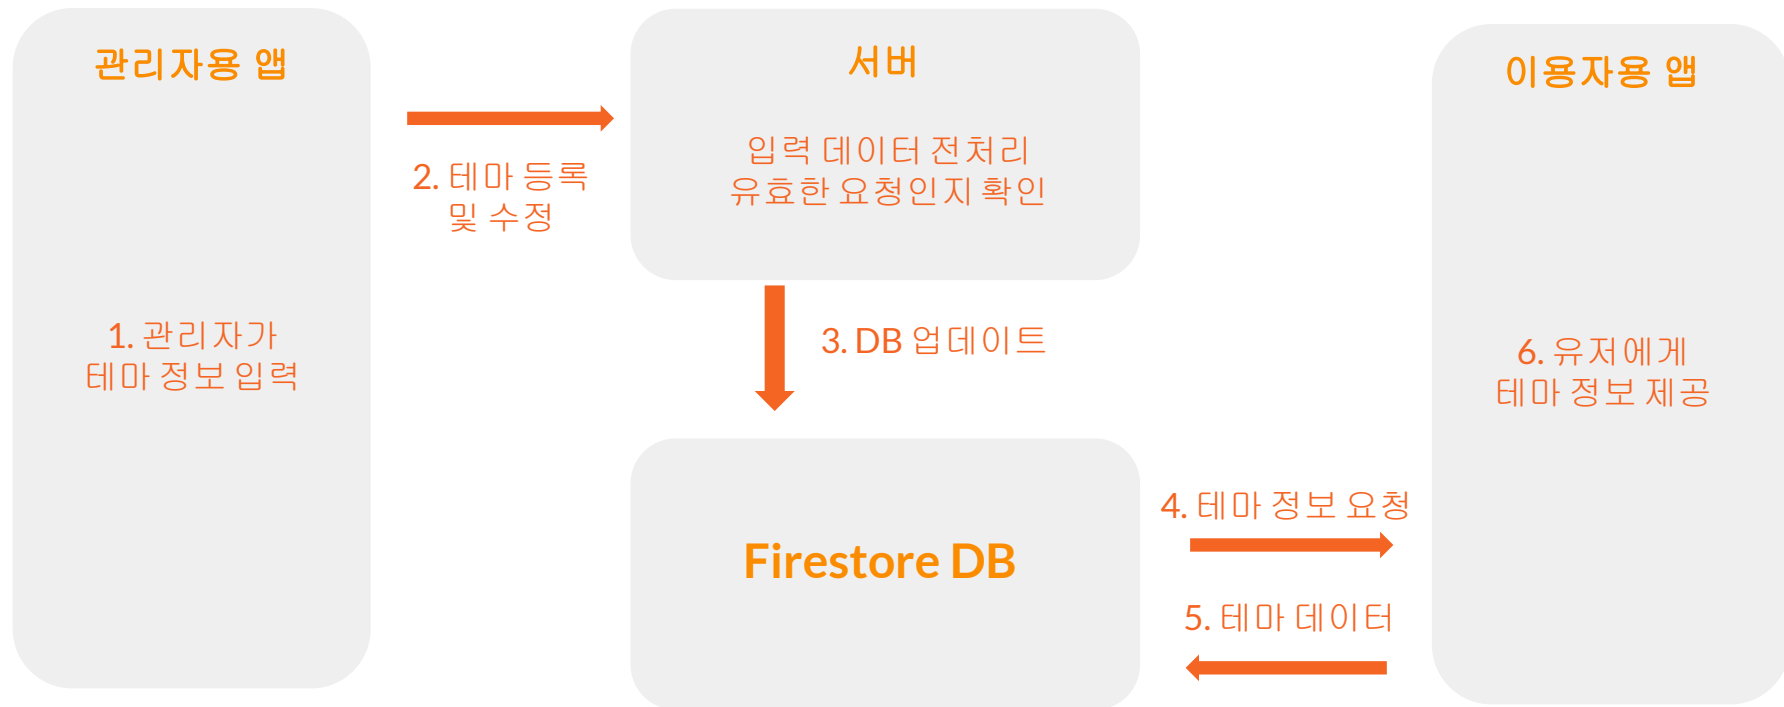 관리자용 앱
1. 관리자가
테마 정보 입력
2. 테마 등록
및 수정
서버
입력 데이터 전처리
유효한 요청인지 확인
3. DB 업데이트
Firestore DB
4. 테마 정보 요청
5. 테마 데이터
이용자용 앱
6. 유저에게
테마 정보 제공